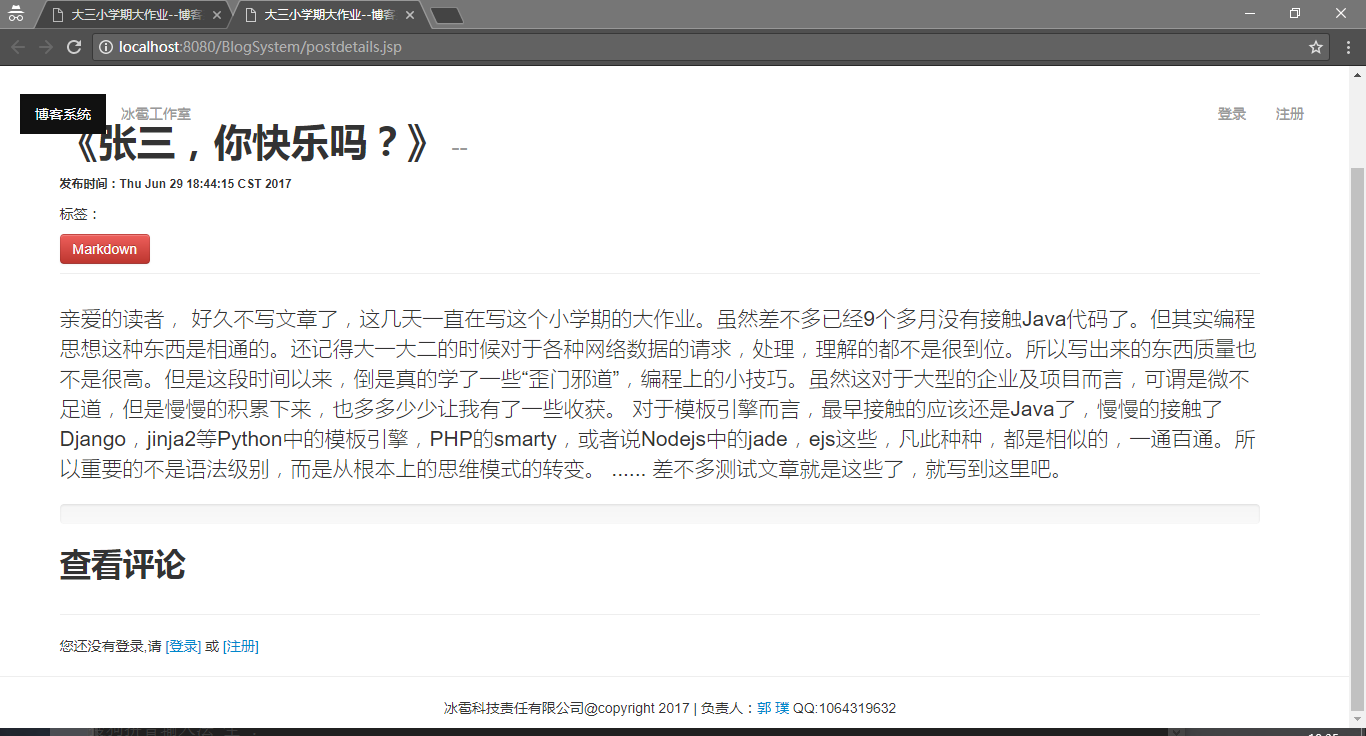 大三小学期大作业--博客
大三小学期大作业--博客
localhost:8080/BlogSystem/postdetails.jsp
博客系统 冰雹工作室 登录 注册
《张三，你快乐吗？》 --
发布时间：Thu Jun 29 18:44:15 CST 2017
标签：
Markdown
亲爱的读者， 好久不写文章了，这几天一直在写这个小学期的大作业。虽然差不多已经9个多月没有接触Java代码了。但其实编程
思想这种东西是相通的。还记得大一大二的时候对于各种网络数据的请求，处理，理解的都不是很到位。所以写出来的东西质量也
不是很高。但是这段时间以来，倒是真的学了一些“歪门邪道”，编程上的小技巧。虽然这对于大型的企业及项目而言，可谓是微不
足道，但是慢慢的积累下来，也多多少少让我有了一些收获。 对于模板引擎而言，最早接触的应该还是Java了，慢慢的接触了
Django，jinja2等Python中的模板引擎，PHP的smarty，或者说Nodejs中的jade，ejs这些，凡此种种，都是相似的，一通百通。所
以重要的不是语法级别，而是从根本上的思维模式的转变。 ...... 差不多测试文章就是这些了，就写到这里吧。
查看评论
您还没有登录,请 [登录] 或 [注册]
冰雹科技责任有限公司@copyright 2017 | 负责人：郭 璞 QQ:1064319632